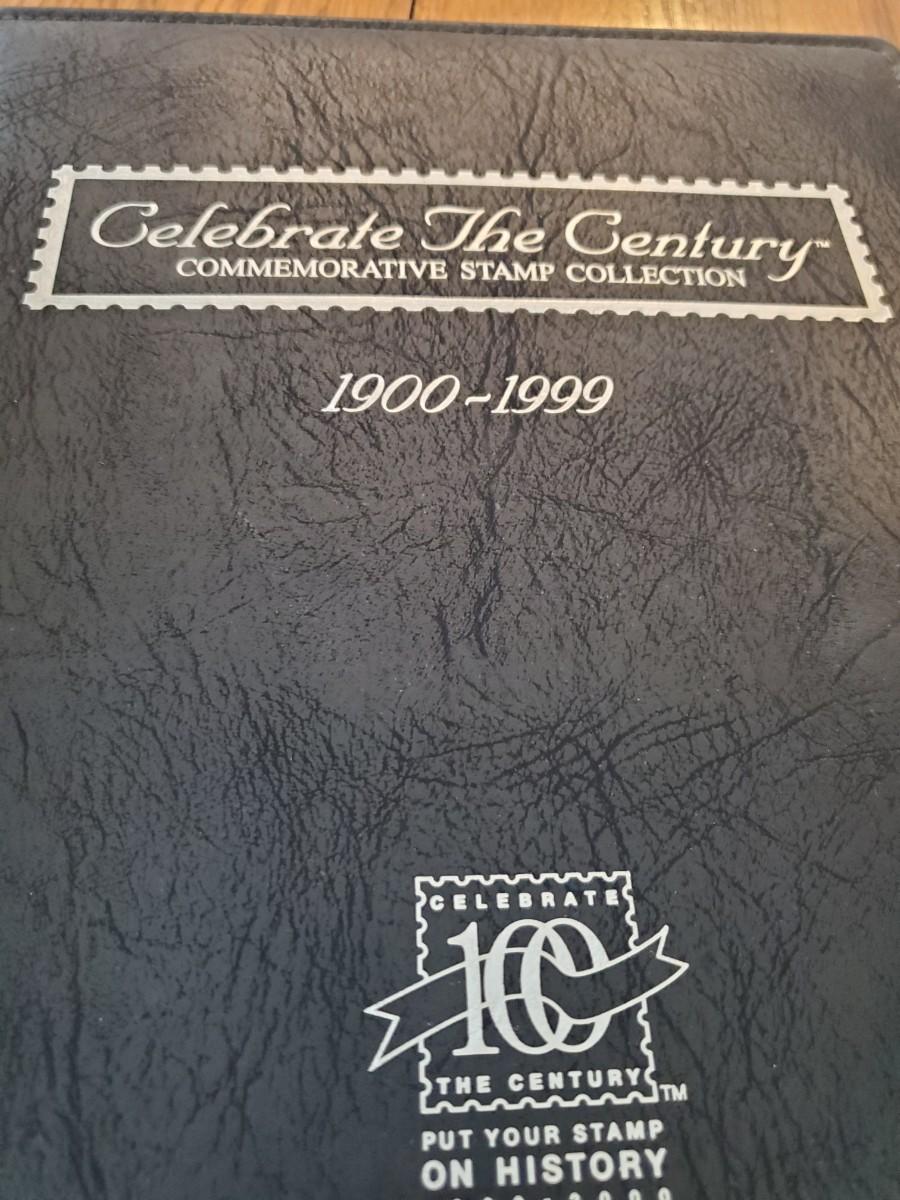 Celebrate The Century™
COMMEMORATIVE STAMP COLLECTION
1900~1999
CELEBRATE
100
THE CENTURY TM
PUT YOUR STAMP
ON HISTORY